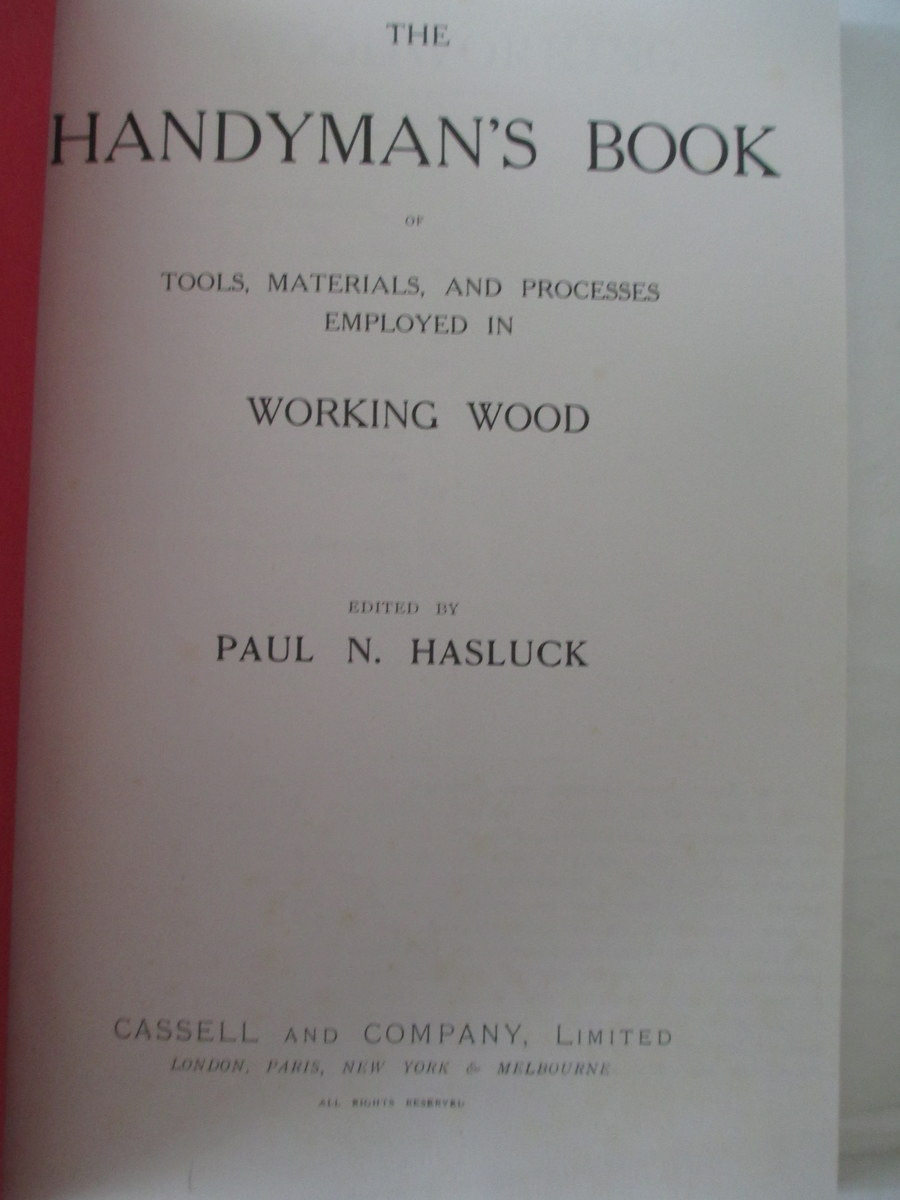 THE
HANDYMAN'S BOOK
OF
TOOLS, MATERIALS, AND PROCESSES
EMPLOYED IN
WORKING WOOD
EDITED BY
PAUL N. HASLUCK
CASSELL AND COMPANY, LIMITED
LONDON, PARIS, NEW YORK & MELBOURNE
ALL RIGHTS RESERVED